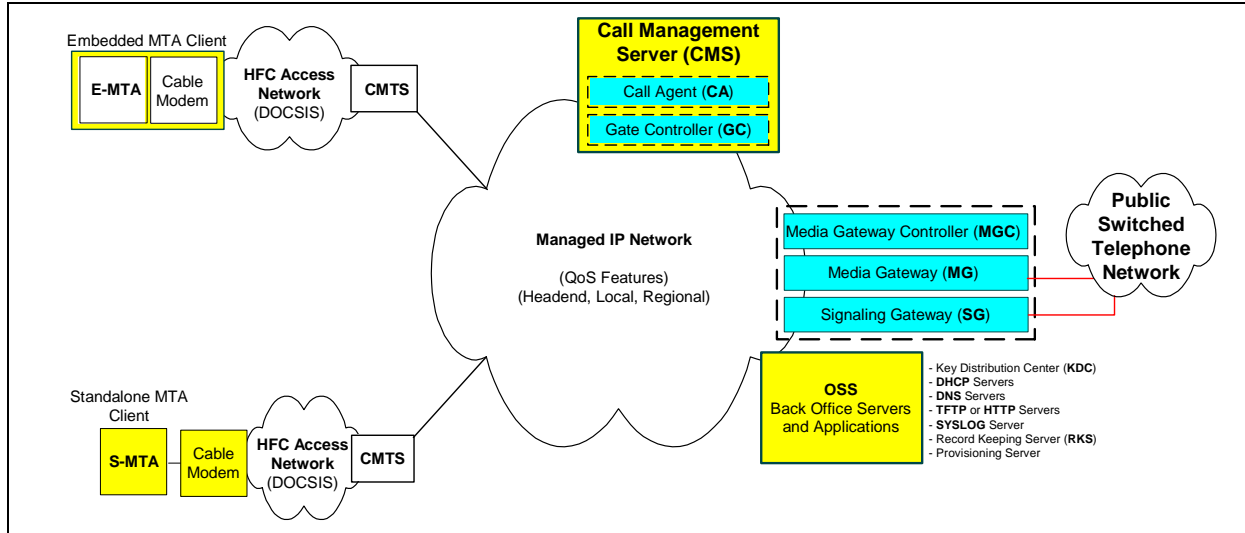 Embedded MTA Client
E-MTA
Cable
Modem
HFC Access
Network
(DOCSIS)
CMTS
Call Management
Server (CMS)
Call Agent (CA)
Gate Controller (GC)
Managed IP Network
(QoS Features)
(Headend, Local, Regional)
Media Gateway Controller (MGC)
Media Gateway (MG)
Signaling Gateway (SG)
Public
Switched
Telephone
Network
OSS
Back Office Servers
and Applications
- Key Distribution Center (KDC)
- DHCP Servers
- DNS Servers
- TFTP or HTTP Servers
- SYSLOG Server
- Record Keeping Server (RKS)
- Provisioning Server
Standalone MTA
Client
S-MTA
Cable
Modem
HFC Access
Network
(DOCSIS)
CMTS